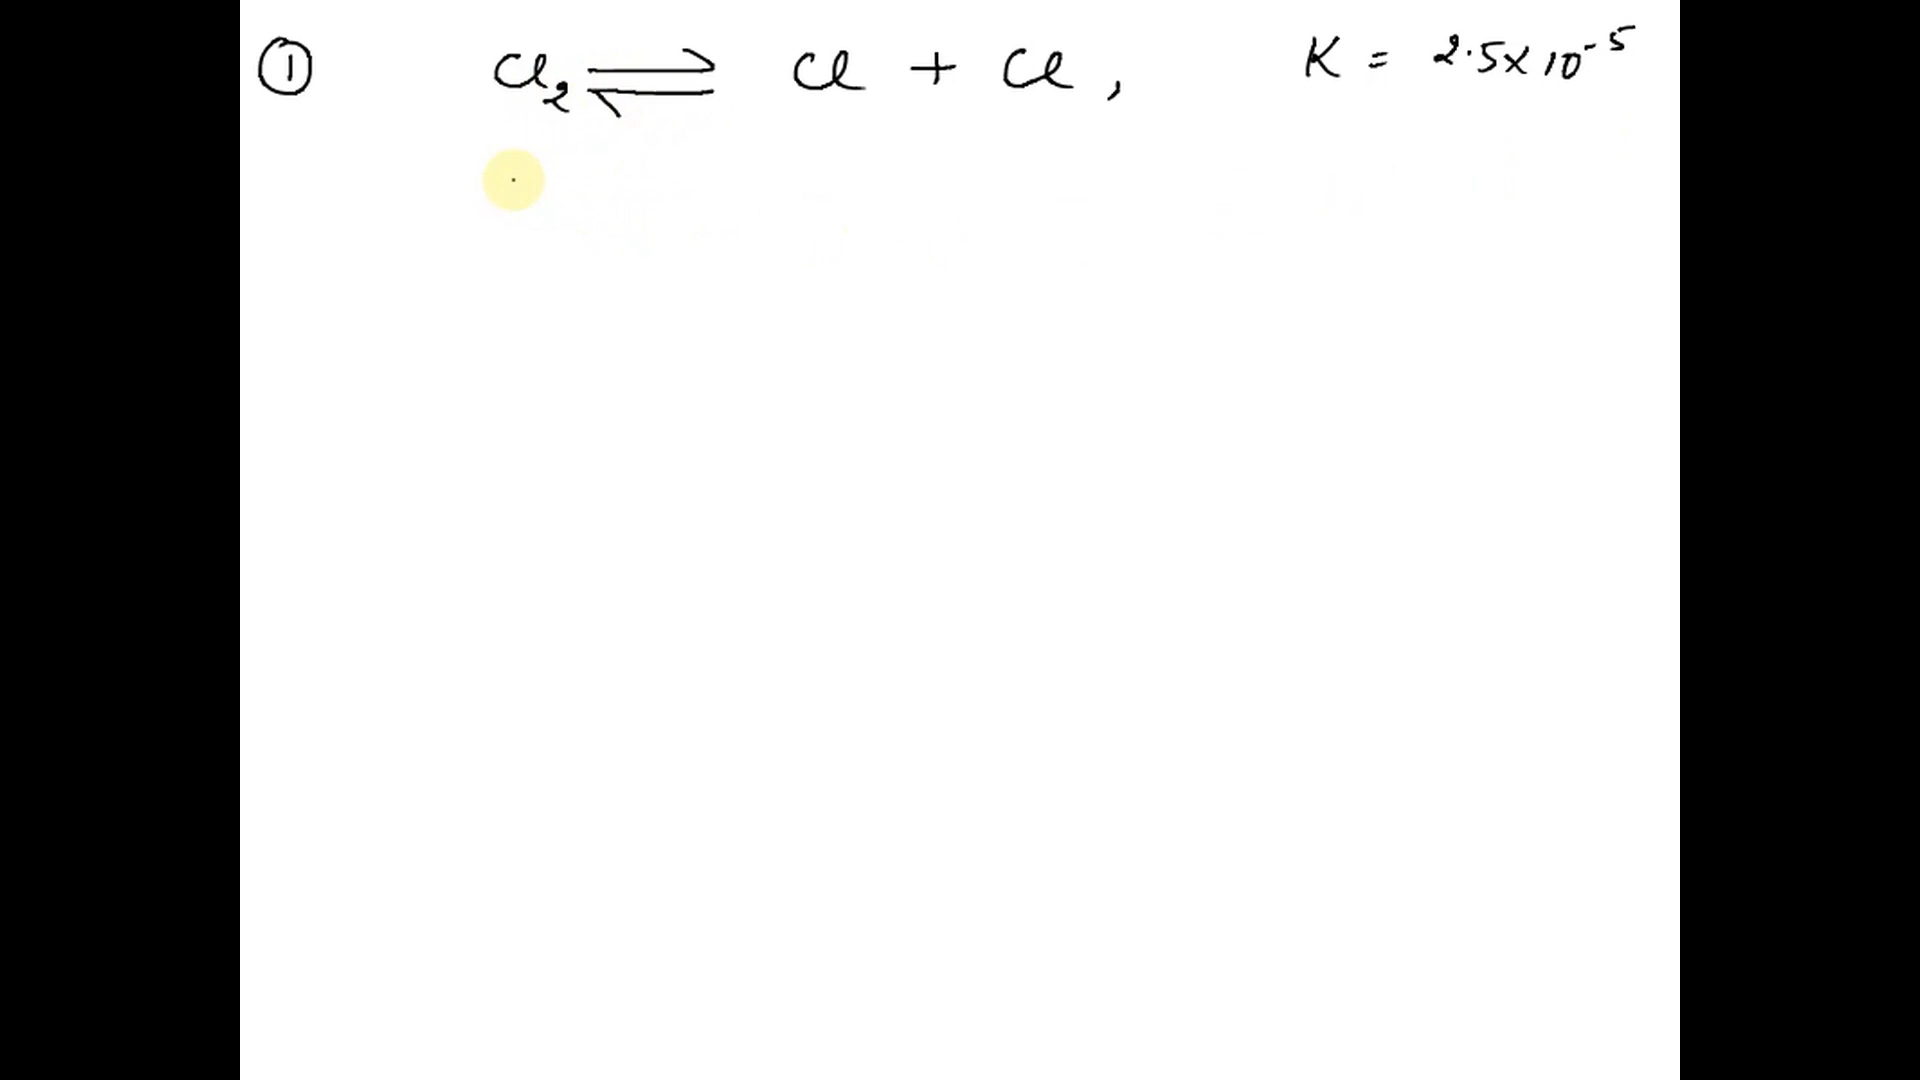 ① Cl₂ ⇌ Cl + Cl , K = 2.5×10⁻⁵